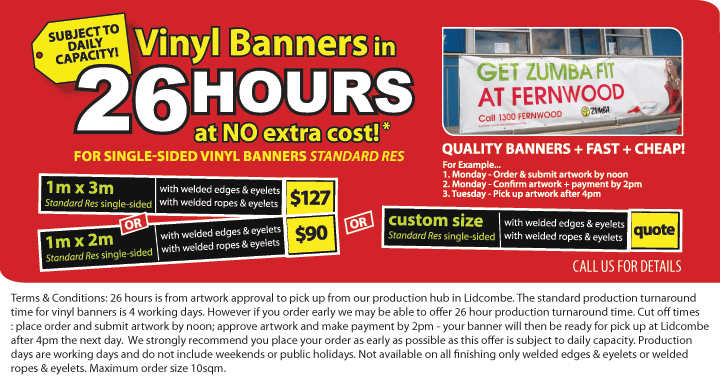 SUBJECT TO
DAILY
CAPACITY!
Vinyl Banners in
26 HOURS
at NO extra cost!*
FOR SINGLE-SIDED VINYL BANNERS STANDARD RES
1m x 3m
Standard Res single-sided
with welded edges & eyelets
with welded ropes & eyelets
$127
OR
1m x 2m
Standard Res single-sided
with welded edges & eyelets
with welded ropes & eyelets
$90
OR
GET ZUMBA FIT
AT FERNWOOD
Call 1300 FERNWOOD
ZUMBA
QUALITY BANNERS + FAST + CHEAP!
For Example...
1. Monday - Order & submit artwork by noon
2. Monday - Confirm artwork + payment by 2pm
3. Tuesday - Pick up artwork after 4pm
custom size
Standard Res single-sided
with welded edges & eyelets
with welded ropes & eyelets
quote
CALL US FOR DETAILS
Terms & Conditions: 26 hours is from artwork approval to pick up from our production hub in Lidcombe. The standard production turnaround
time for vinyl banners is 4 working days. However if you order early we may be able to offer 26 hour production turnaround time. Cut off times
: place order and submit artwork by noon; approve artwork and make payment by 2pm - your banner will then be ready for pick up at Lidcombe
after 4pm the next day. We strongly recommend you place your order as early as possible as this offer is subject to daily capacity. Production
days are working days and do not include weekends or public holidays. Not available on all finishing only welded edges & eyelets or welded
ropes & eyelets. Maximum order size 10sqm.